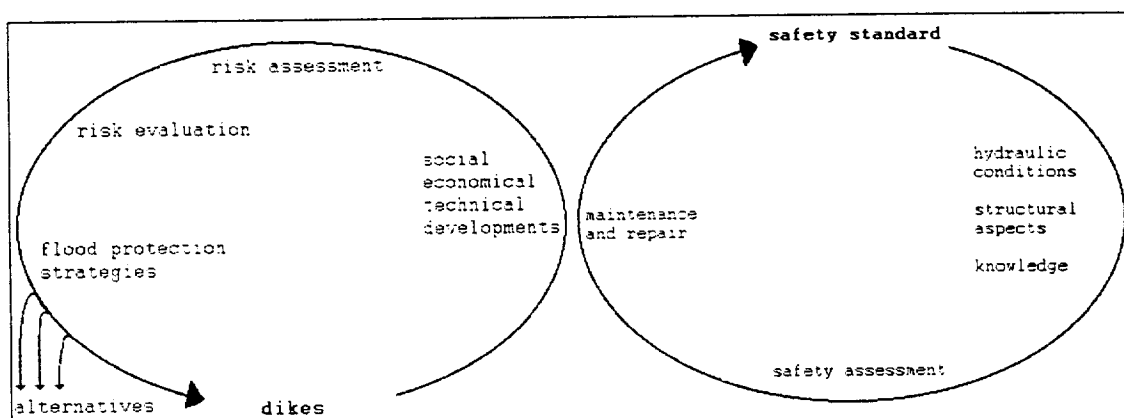 safety standard
risk assessment
risk evaluation
social
economical
technical
developments
flood protection
strategies
alternatives
dikes
hydraulic
conditions
structural
aspects
knowledge
maintenance
and repair
safety assessment